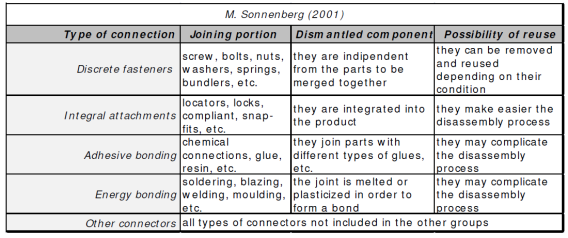 M. Sonnenberg (2001)
Type of connection Joining portion Dismantled component Possibility of reuse
Discrete fasteners
screw, bolts, nuts,
washers, springs,
bundlers, etc.
they are indipendent
from the parts to be
merged together
they can be removed
and reused
depending on their
condition
Integral attachments
locators, locks,
compliant, snap-
fits, etc.
they are integrated into
the product
they make easier the
disassembly process
Adhesive bonding
chemical
connections, glue,
resin, etc.
they join parts with
different types of glues,
etc.
they may complicate
the disassembly
process
Energy bonding
soldering, blazing,
welding, moulding,
etc.
the joint is melted or
plasticized in order to
form a bond
they may complicate
the disassembly
process
Other connectors all types of connectors not included in the other groups